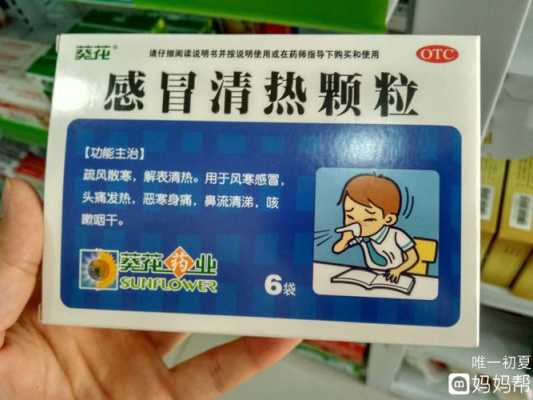 葵花®
请仔细阅读说明书并按说明使用或在药师指导下购买和使用
OTC
感冒清热颗粒
【功能主治】
疏风散寒，解表清热。用于风寒感冒，
头痛发热，恶寒身痛，鼻流清涕，咳
嗽咽干。
葵花药业
SUNFLOWER
6袋
唯一初夏
妈妈帮